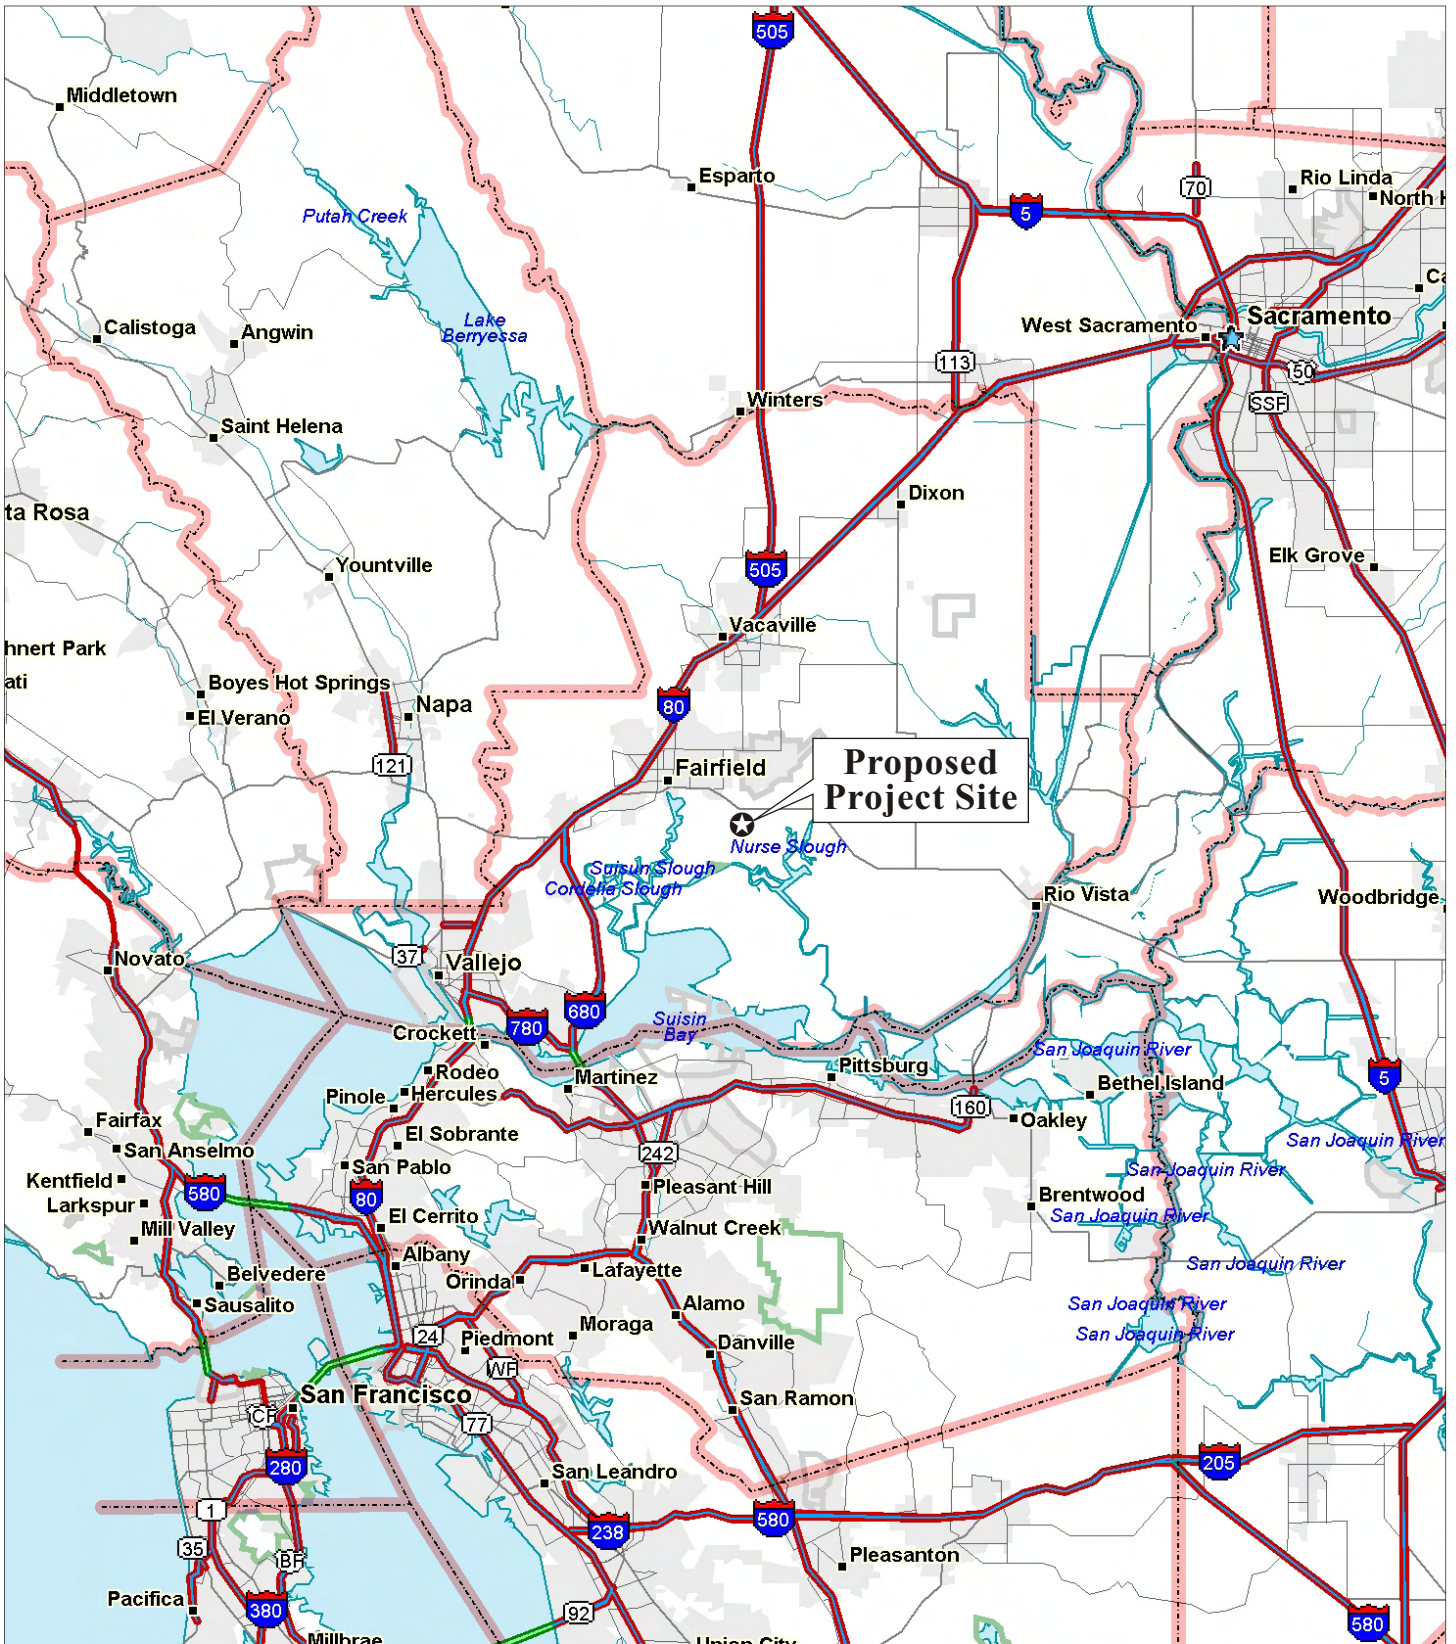 505
Middletown
Esparto
Rio Linda
70
North H
Putah Creek
5
Ca
Lake
Berryessa
Calistoga
Angwin
West Sacramento
Sacramento
113
50
SSF
Winters
Saint Helena
Dixon
ta Rosa
505
Elk Grove
Yountville
Vacaville
hnert Park
ati
Boyes Hot Springs
El Verano
Napa
80
121
Fairfield
Proposed
Project Site
Nurse Slough
Suisun Slough
Cordelia Slough
Rio Vista
Woodbridge
Novato
37
Vallejo
680
780
Crockett
Suisin
Bay
San Joaquin River
Rodeo
Martinez
Pittsburg
5
Pinole
Hercules
Bethel Island
160
Fairfax
El Sobrante
Oakley
San Anselmo
242
San Joaquin River
San Pablo
San Joaquin River
Kentfield
580
80
Pleasant Hill
Larkspur
Brentwood
Mill Valley
El Cerrito
San Joaquin River
Walnut Creek
Albany
Belvedere
Orinda
Lafayette
San Joaquin River
Sausalito
Alamo
San Joaquin River
24
Piedmont
Moraga
San Joaquin River
Danville
WF
San Francisco
San Ramon
CF
77
280
San Leandro
205
1
238
580
35
BF
Pleasanton
Pacifica
380
92
580
Millbrae
Union City